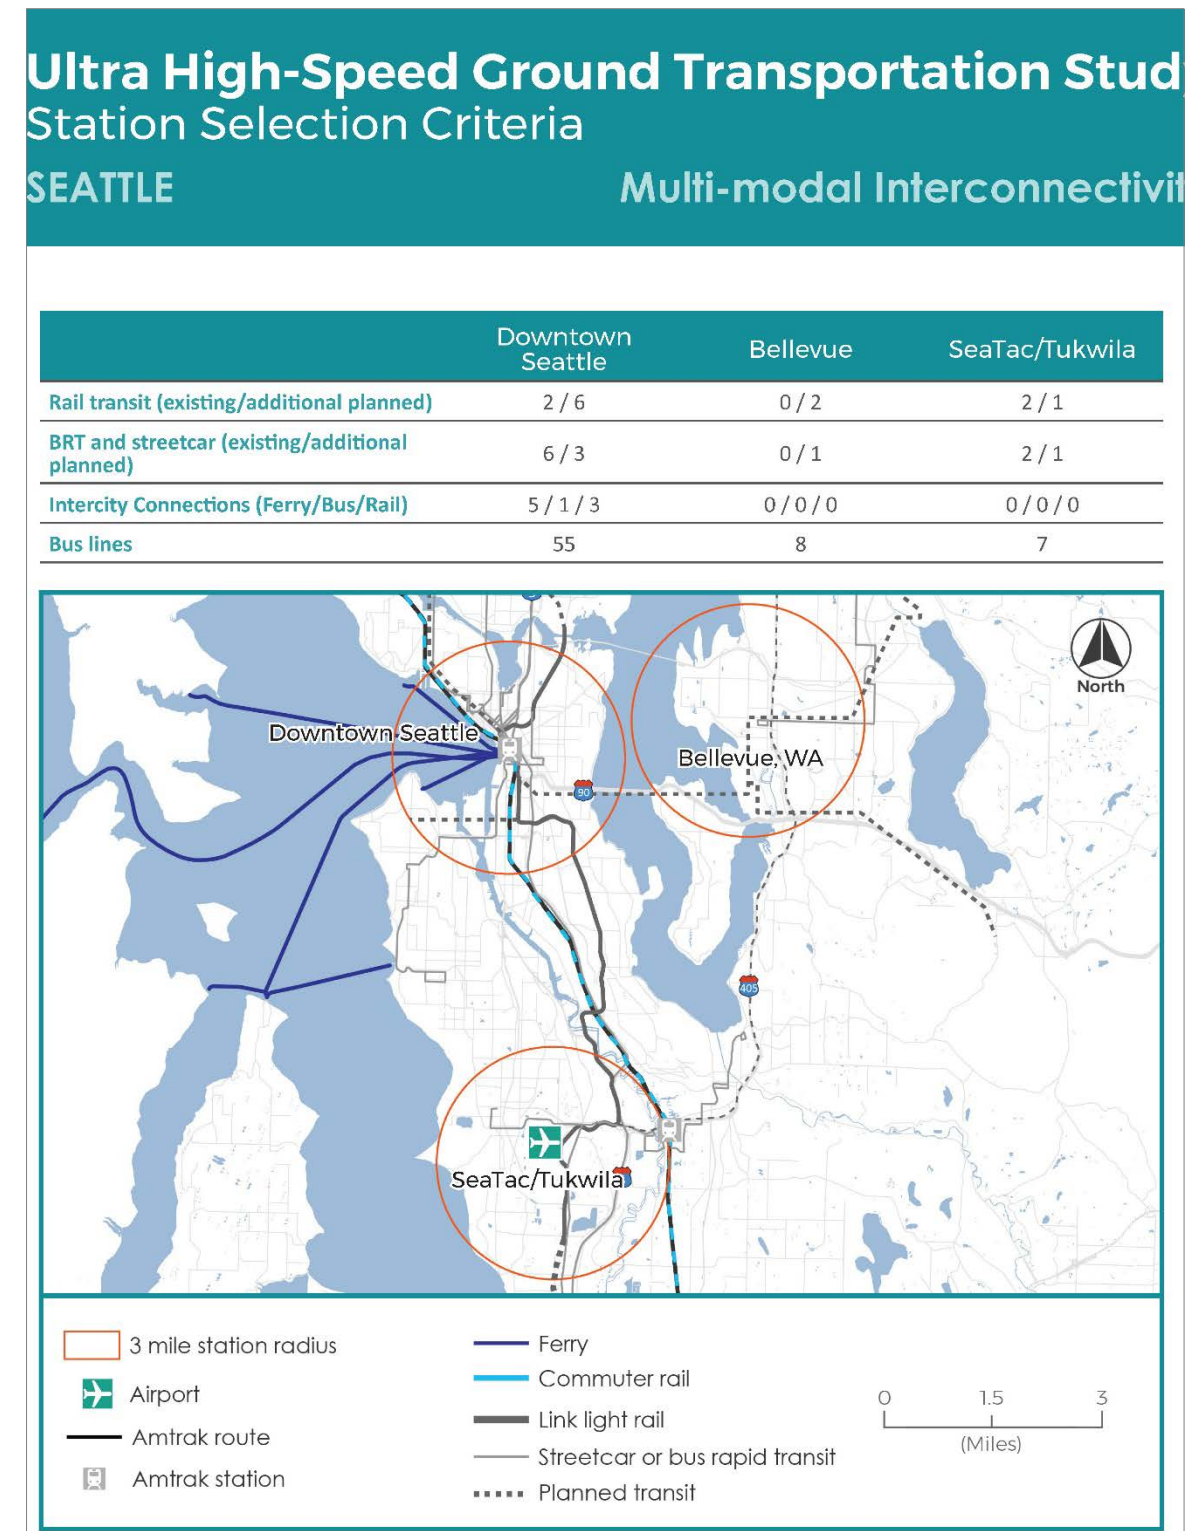 Ultra High-Speed Ground Transportation Stud
Station Selection Criteria
SEATTLE Multi-modal Interconnectivit
Downtown Seattle Bellevue SeaTac/Tukwila
Rail transit (existing/additional planned) 2 / 6 0 / 2 2 / 1
BRT and streetcar (existing/additional planned) 6 / 3 0 / 1 2 / 1
Intercity Connections (Ferry/Bus/Rail) 5 / 1 / 3 0 / 0 / 0 0 / 0 / 0
Bus lines 55 8 7
North
Downtown Seattle
Bellevue, WA
90
405
SeaTac/Tukwila
3 mile station radius
Airport
Amtrak route
Amtrak station
Ferry
Commuter rail
Link light rail
Streetcar or bus rapid transit
Planned transit
0 1.5 3
(Miles)